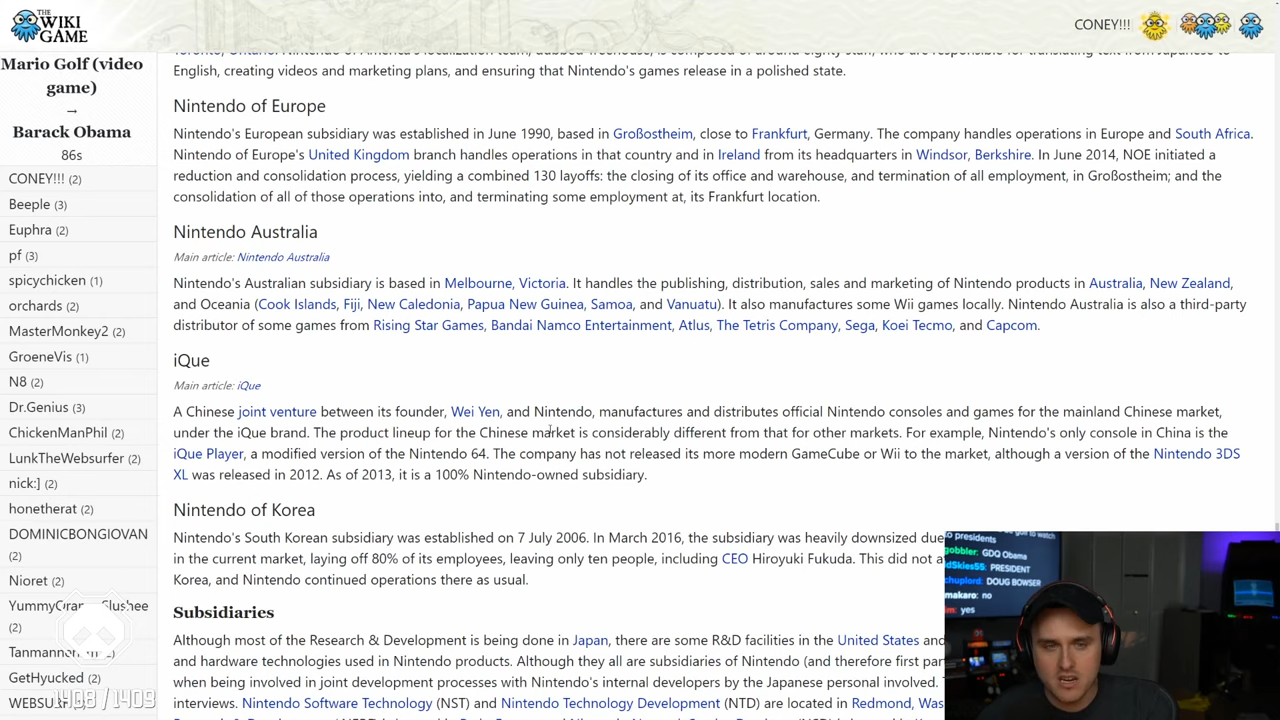 THE
WIKI
GAME
CONEY!!!
Mario Golf (video
game)
→
Barack Obama
86s
CONEY!!! (2)
Beeple (3)
Euphra (2)
pf (3)
spicychicken (1)
orchards (2)
MasterMonkey2 (2)
GroeneVis (1)
N8 (2)
Dr.Genius (3)
ChickenManPhil (2)
LunkTheWebsurfer (2)
nick:] (2)
honetherat (2)
DOMINICBONGIOVAN
(2)
Nioret (2)
(2)
GetHyucked (2)
1408 / 1409
English, creating videos and marketing plans, and ensuring that Nintendo's games release in a polished state.
Nintendo of Europe
Nintendo's European subsidiary was established in June 1990, based in Großostheim, close to Frankfurt, Germany. The company handles operations in Europe and South Africa.
Nintendo of Europe's United Kingdom branch handles operations in that country and in Ireland from its headquarters in Windsor, Berkshire. In June 2014, NOE initiated a
reduction and consolidation process, yielding a combined 130 layoffs: the closing of its office and warehouse, and termination of all employment, in Großostheim; and the
consolidation of all of those operations into, and terminating some employment at, its Frankfurt location.
Nintendo Australia
Main article: Nintendo Australia
Nintendo's Australian subsidiary is based in Melbourne, Victoria. It handles the publishing, distribution, sales and marketing of Nintendo products in Australia, New Zealand,
and Oceania (Cook Islands, Fiji, New Caledonia, Papua New Guinea, Samoa, and Vanuatu). It also manufactures some Wii games locally. Nintendo Australia is also a third-party
distributor of some games from Rising Star Games, Bandai Namco Entertainment, Atlus, The Tetris Company, Sega, Koei Tecmo, and Capcom.
iQue
Main article: iQue
A Chinese joint venture between its founder, Wei Yen, and Nintendo, manufactures and distributes official Nintendo consoles and games for the mainland Chinese market,
under the iQue brand. The product lineup for the Chinese market is considerably different from that for other markets. For example, Nintendo's only console in China is the
iQue Player, a modified version of the Nintendo 64. The company has not released its more modern GameCube or Wii to the market, although a version of the Nintendo 3DS
XL was released in 2012. As of 2013, it is a 100% Nintendo-owned subsidiary.
Nintendo of Korea
Nintendo's South Korean subsidiary was established on 7 July 2006. In March 2016, the subsidiary was heavily downsized due
in the current market, laying off 80% of its employees, leaving only ten people, including CEO Hiroyuki Fukuda. This did not a
Korea, and Nintendo continued operations there as usual.
Subsidiaries
Although most of the Research & Development is being done in Japan, there are some R&D facilities in the United States and
and hardware technologies used in Nintendo products. Although they all are subsidiaries of Nintendo (and therefore first par
when being involved in joint development processes with Nintendo's internal developers by the Japanese personal involved.
interviews. Nintendo Software Technology (NST) and Nintendo Technology Development (NTD) are located in Redmond, Was
presidents
gobbler: GDQ Obama
dSkies55: PRESIDENT
chuplord: DOUG BOWSER
makaro: no
yes